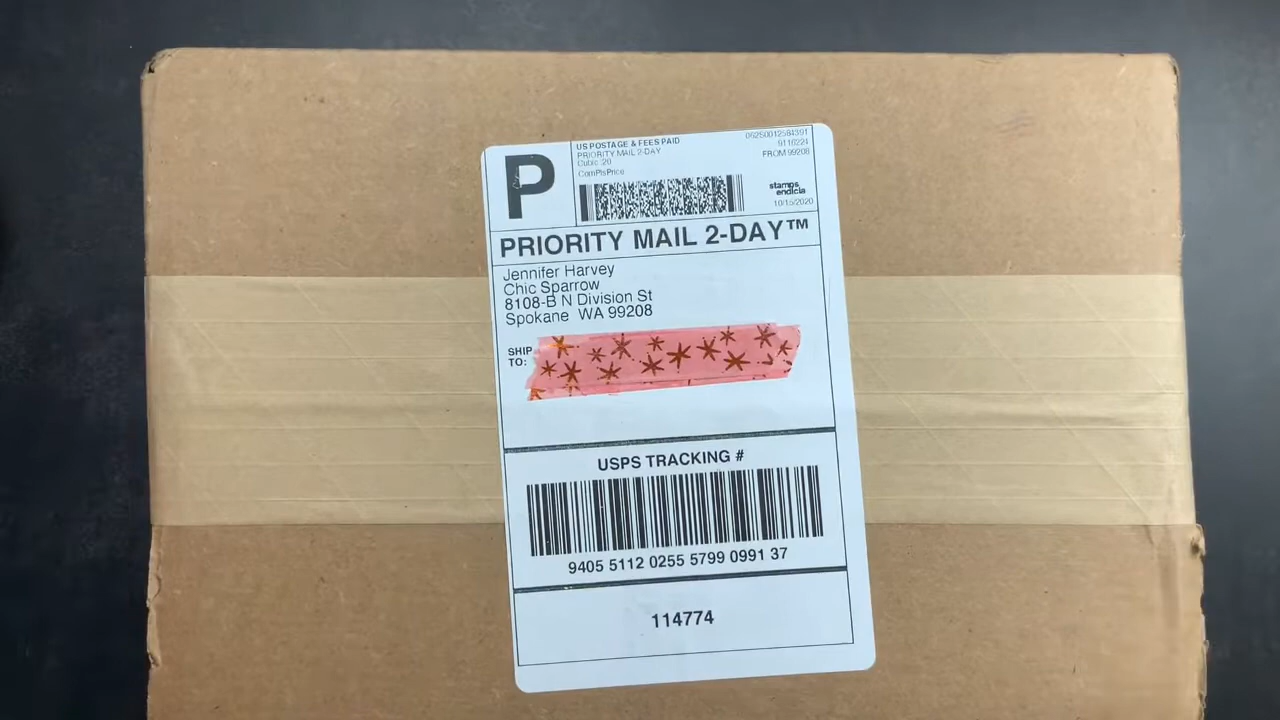 P
US POSTAGE & FEES PAID
PRIORITY MAIL 2-DAY
Cubic .20
ComPlsPrice
062S0012584391
9116224
FROM 99208
stamps
endicia
10/15/2020
PRIORITY MAIL 2-DAY™
Jennifer Harvey
Chic Sparrow
8108-B N Division St
Spokane WA 99208
SHIP
TO:
USPS TRACKING #
9405 5112 0255 5799 0991 37
114774